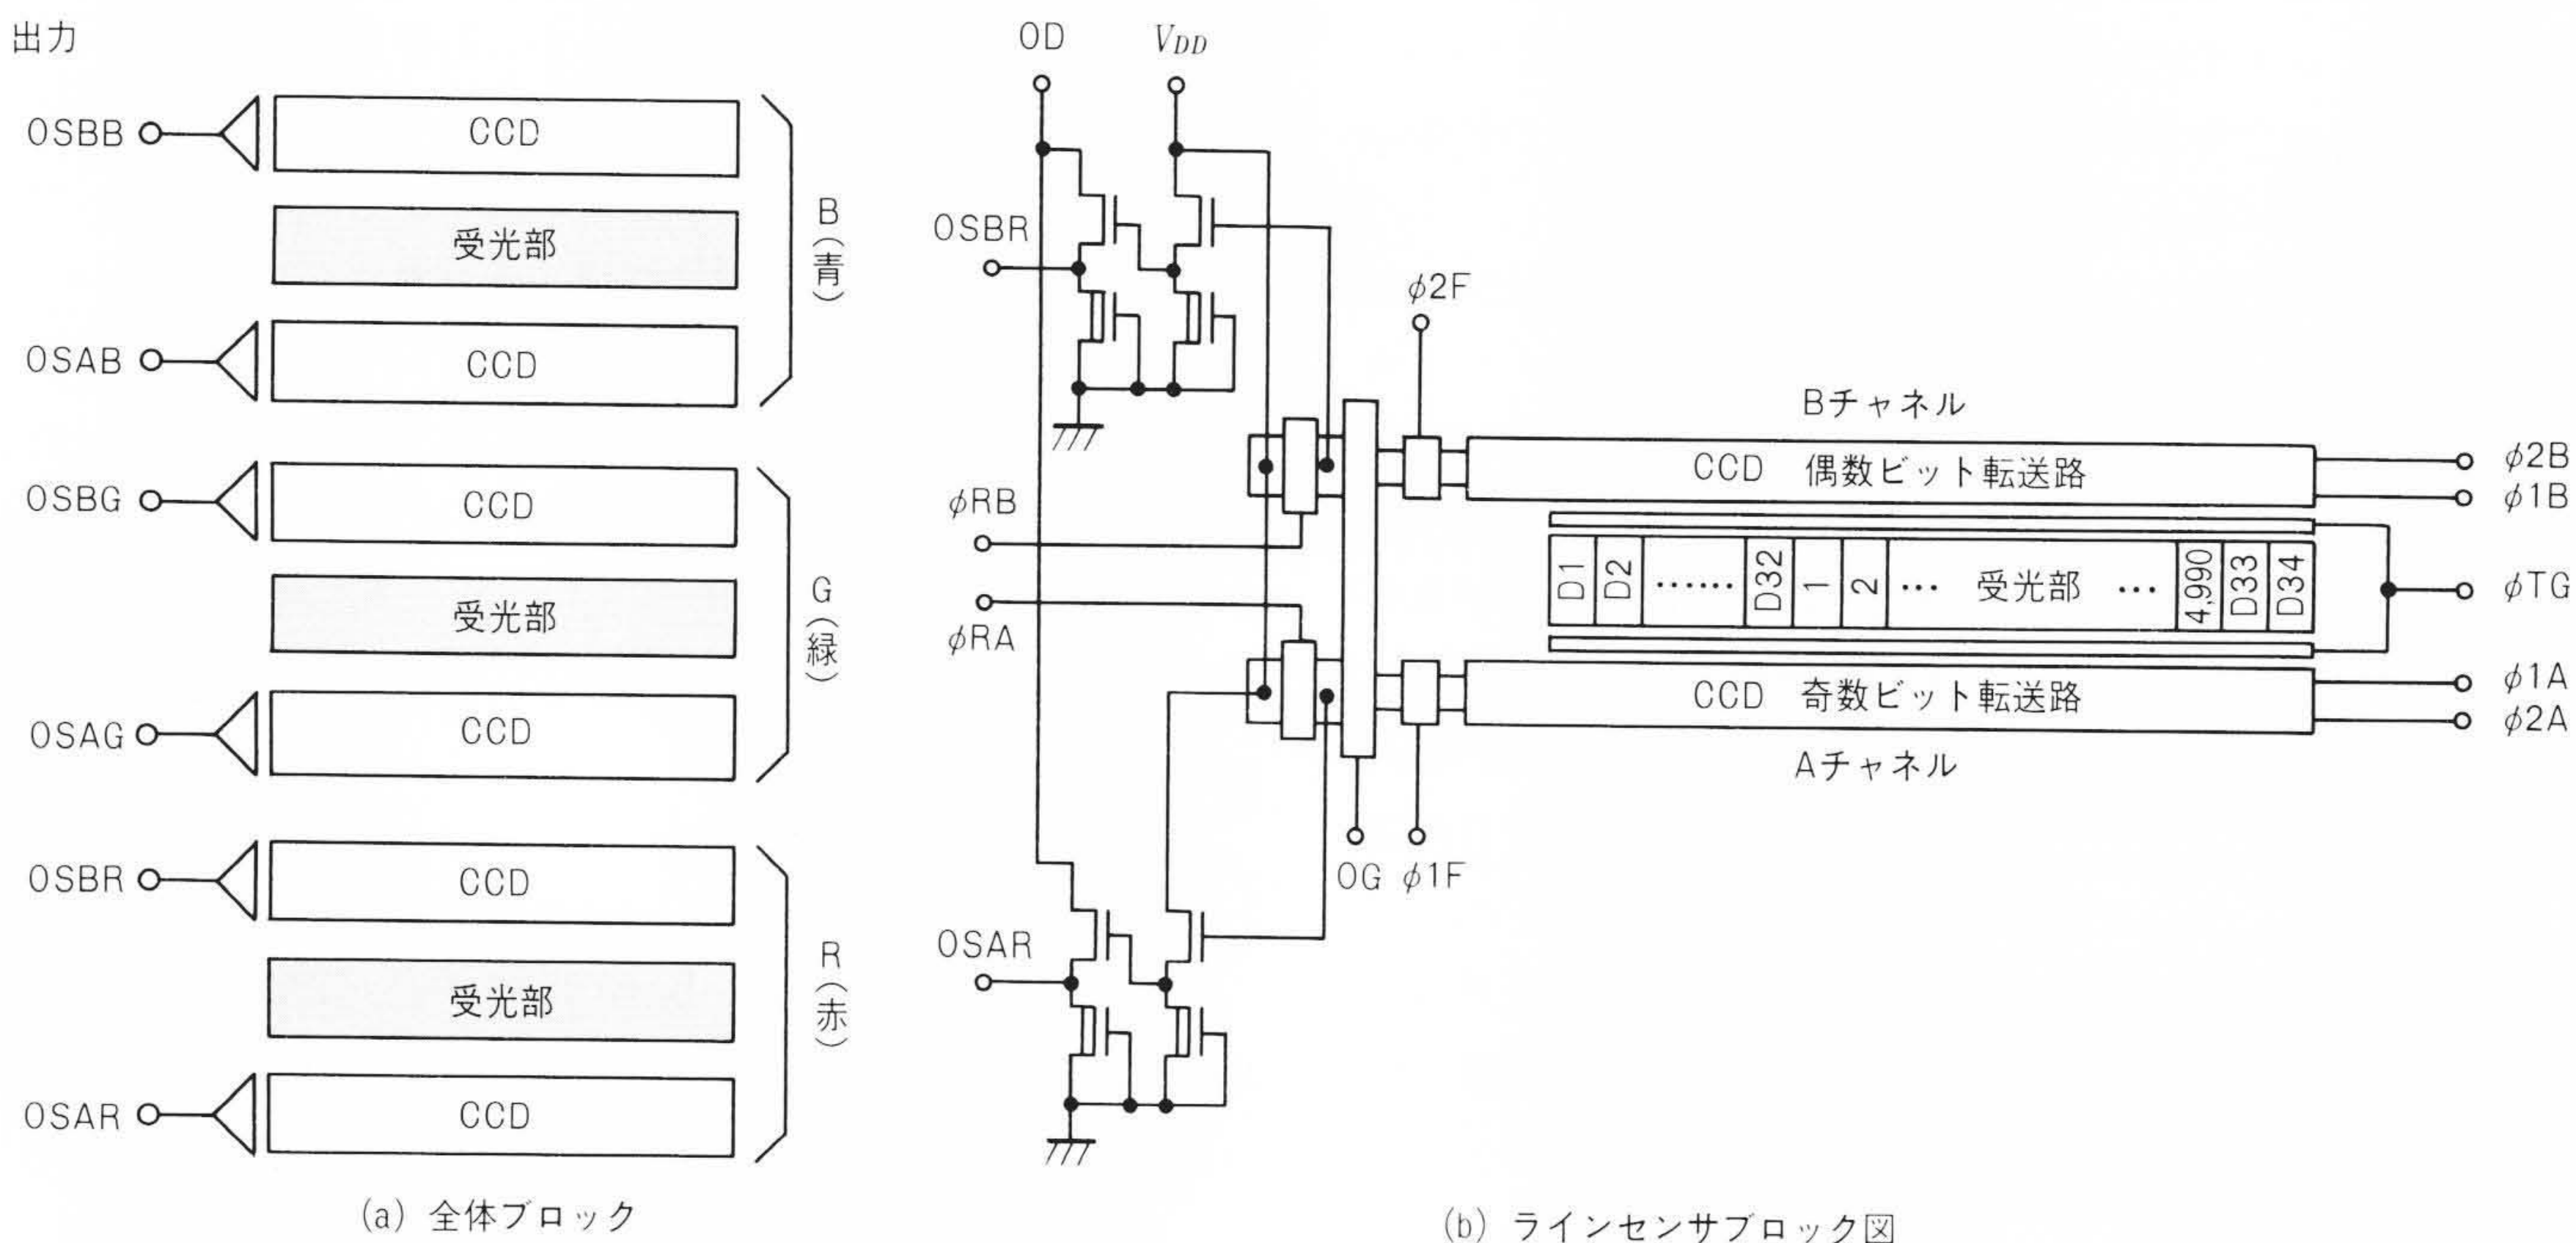 出力
OSBB
CCD
受光部
OSAB
CCD
B(青)
OSBG
CCD
受光部
OSAG
CCD
G(緑)
OSBR
CCD
受光部
OSAR
CCD
R(赤)
(a) 全体ブロック
OD
VDD
OSBR
φ2F
φRB
φRA
OSAR
OG
φ1F
Bチャネル
CCD 偶数ビット転送路
φ2B
φ1B
D1 D2 …… D32 1 2 … 受光部 … 4,990 D33 D34
φTG
CCD 奇数ビット転送路
φ1A
φ2A
Aチャネル
(b) ラインセンサブロック図